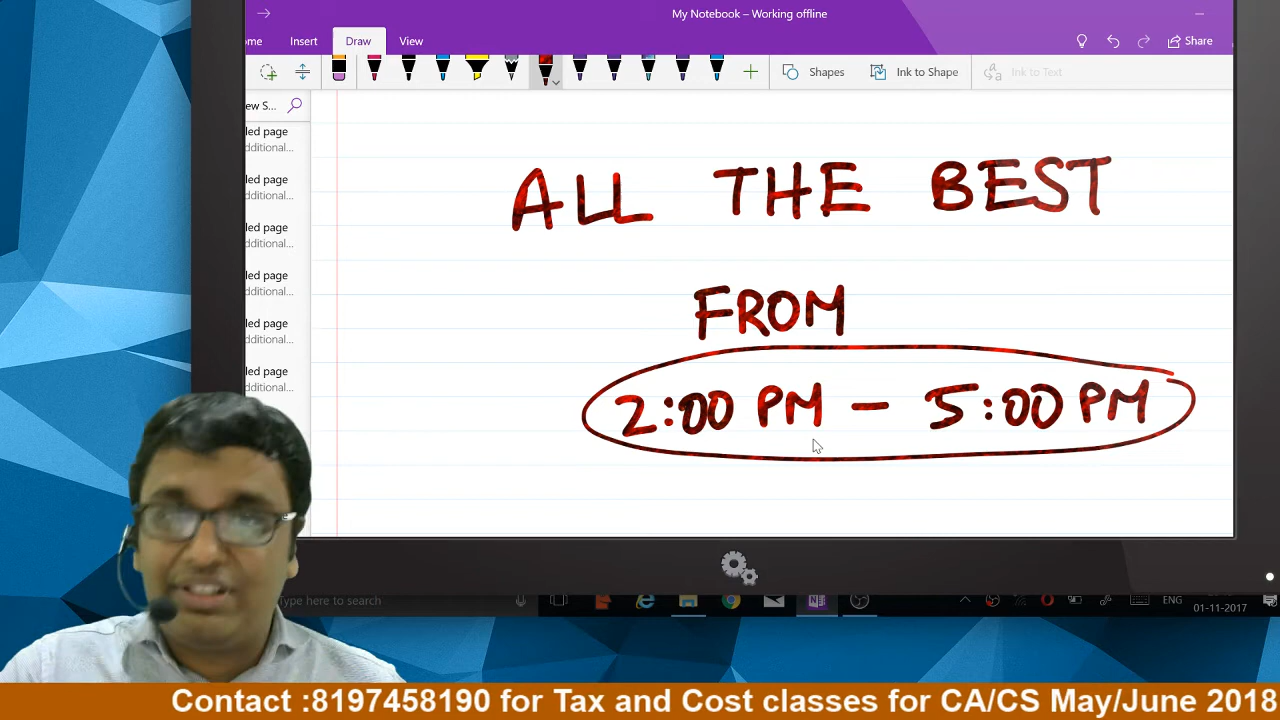 My Notebook – Working offline
ome Insert Draw View Share
Shapes Ink to Shape Ink to Text
ew S...
led page
dditional...
led page
dditional...
led page
dditional...
led page
dditional...
led page
dditional...
led page
ALL THE BEST
FROM
2:00 PM – 5:00 PM
Type here to search
ENG
01-11-2017
Contact :8197458190 for Tax and Cost classes for CA/CS May/June 2018